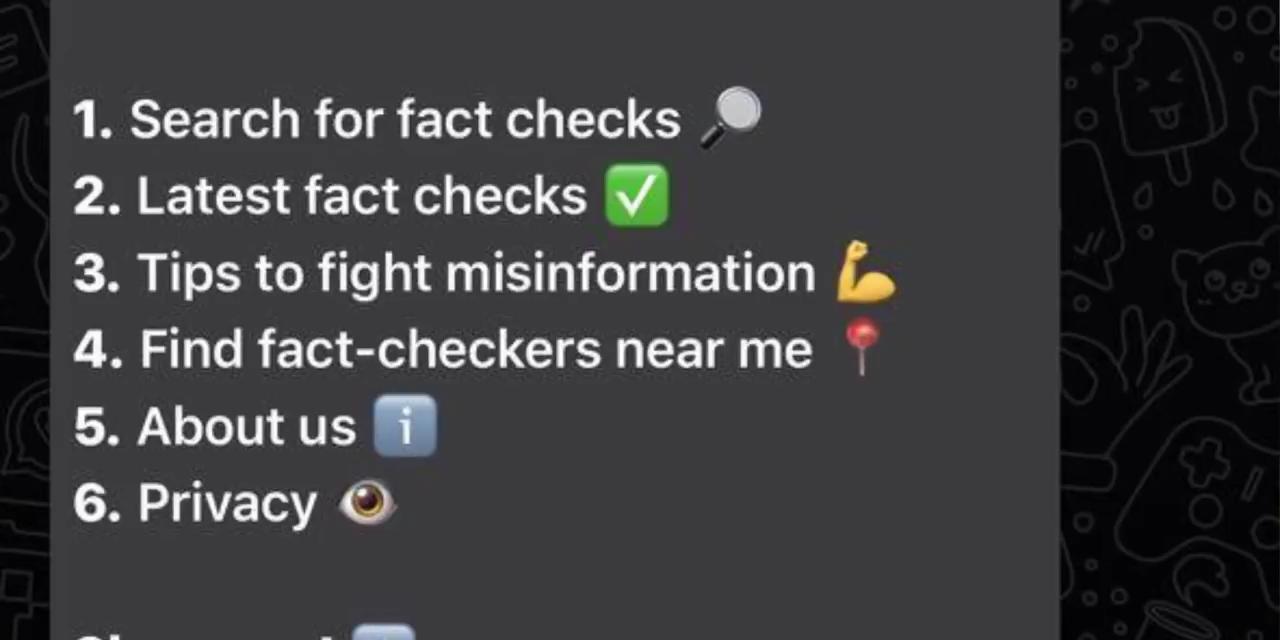 1. Search for fact checks 🔎
2. Latest fact checks ✅
3. Tips to fight misinformation 💪
4. Find fact-checkers near me 📍
5. About us ℹ️
6. Privacy 👁️